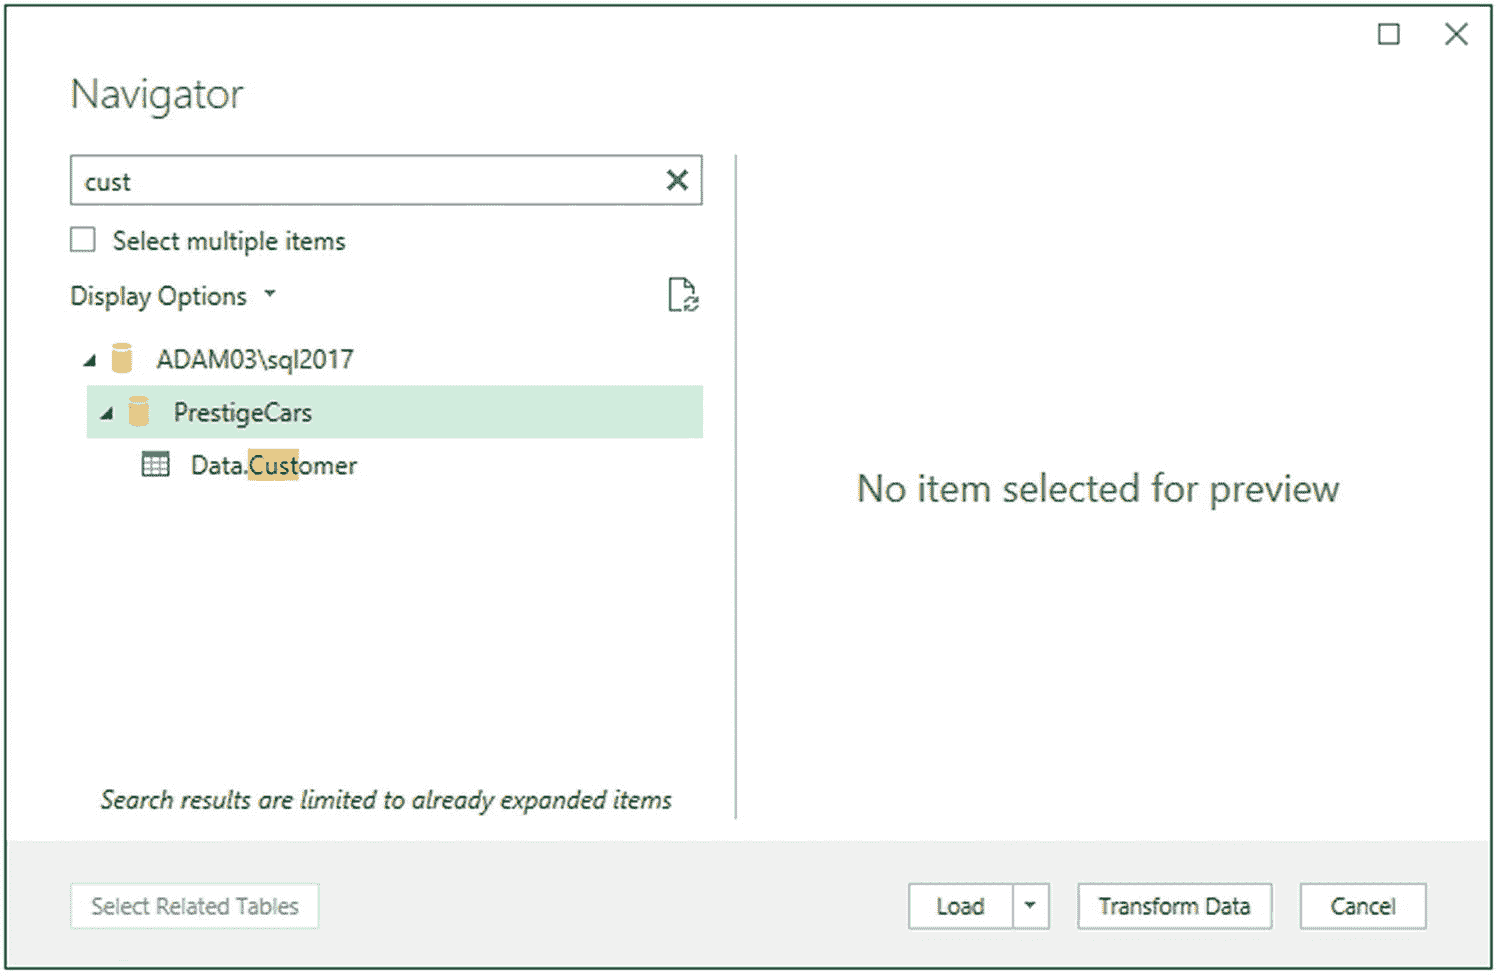 Navigator
cust
Select multiple items
Display Options
ADAM03\sql2017
PrestigeCars
Data.Customer
No item selected for preview
Search results are limited to already expanded items
Select Related Tables
Load
Transform Data
Cancel